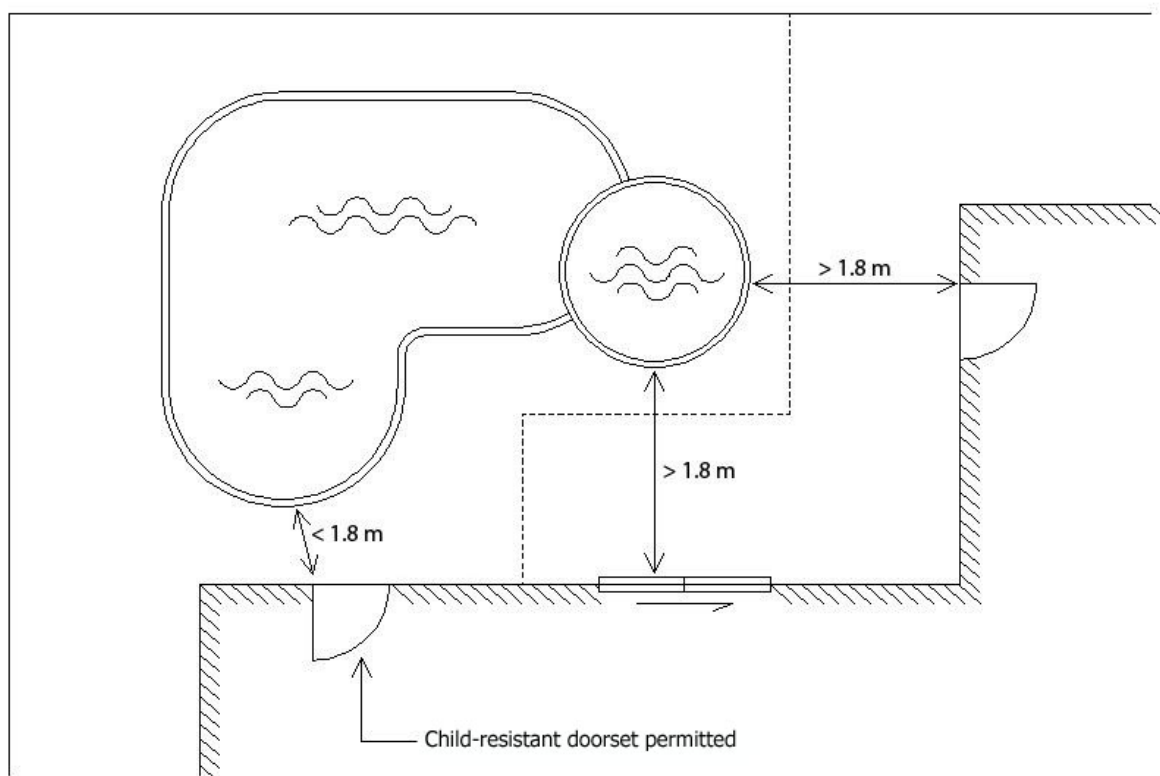 > 1.8 m
> 1.8 m
< 1.8 m
Child-resistant doorset permitted